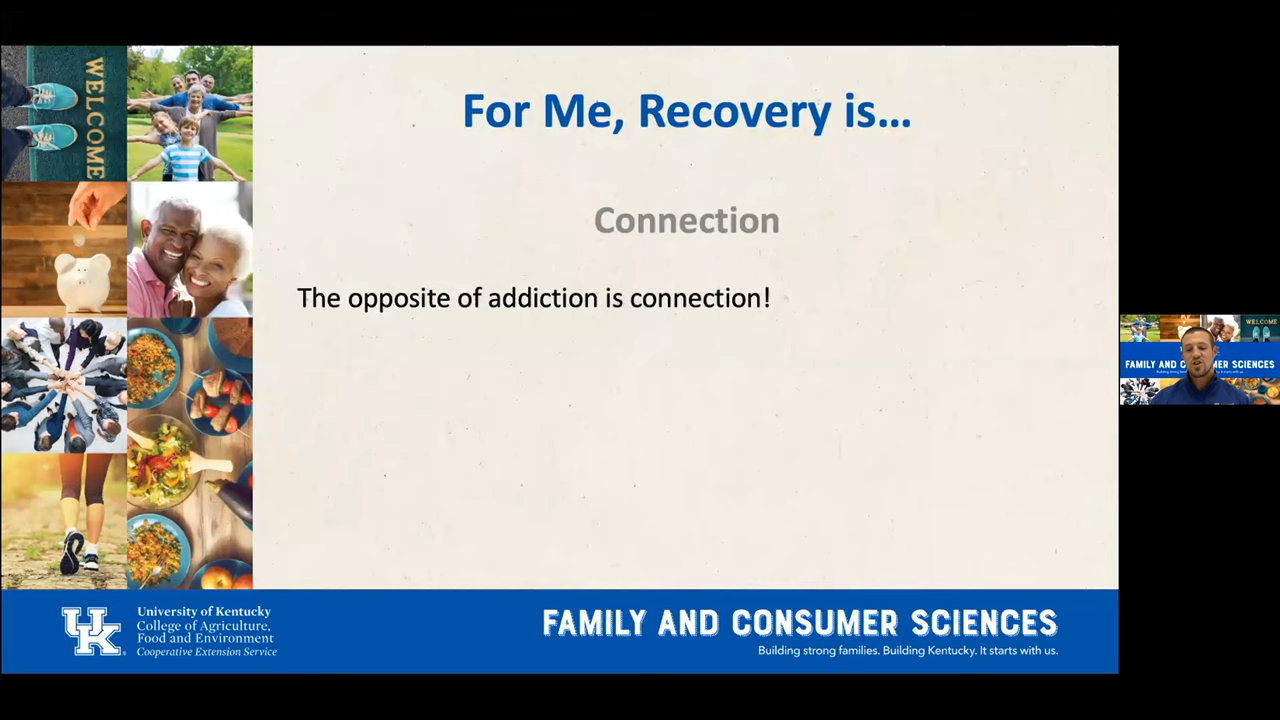 WELCOME
For Me, Recovery is...
Connection
The opposite of addiction is connection!
WELCOME
FAMILY AND CONSUMER SCIENCES
University of Kentucky
College of Agriculture,
Food and Environment
Cooperative Extension Service
UK
FAMILY AND CONSUMER SCIENCES
Building strong families. Building Kentucky. It starts with us.